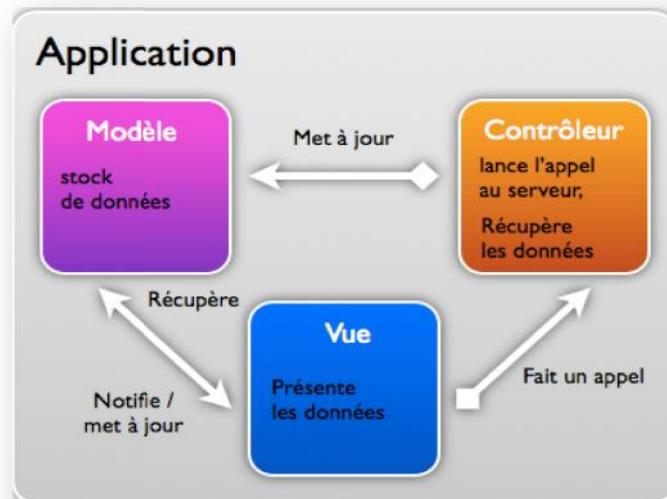 Application
Modèle
stock
de données
Met à jour
Contrôleur
lance l'appel
au serveur,
Récupère
les données
Récupère
Notifie /
met à jour
Vue
Présente
les données
Fait un appel